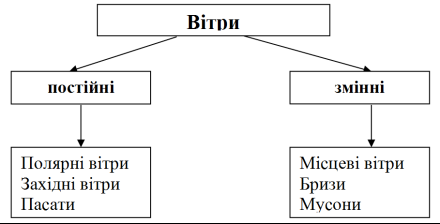 Вітри
постійні
змінні
Полярні вітри
Західні вітри
Пасати
Місцеві вітри
Бризи
Мусони